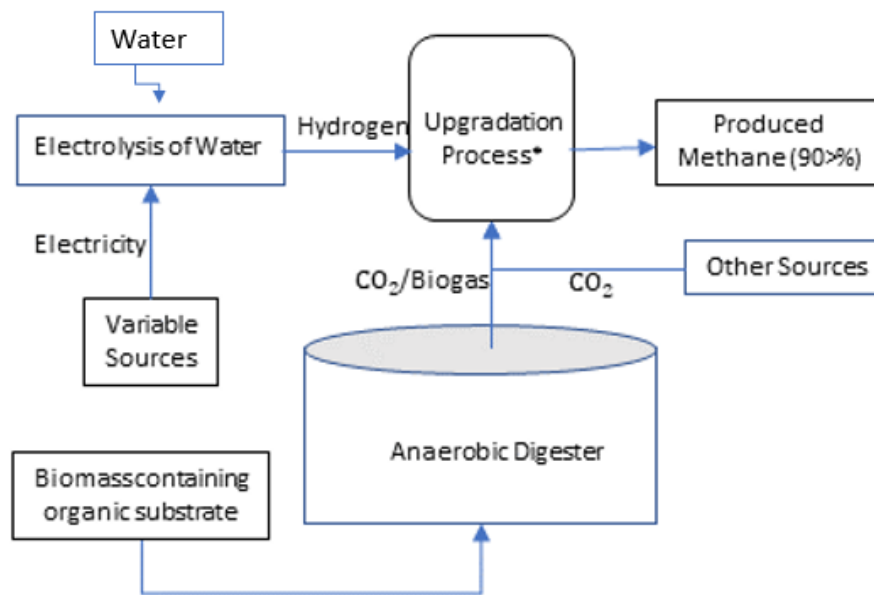 Water
Electrolysis of Water
Hydrogen
Upgradation
Process*
Produced
Methane (90>%)
Electricity
CO₂/Biogas
CO₂
Other Sources
Variable
Sources
Anaerobic Digester
Biomasscontaining
organic substrate